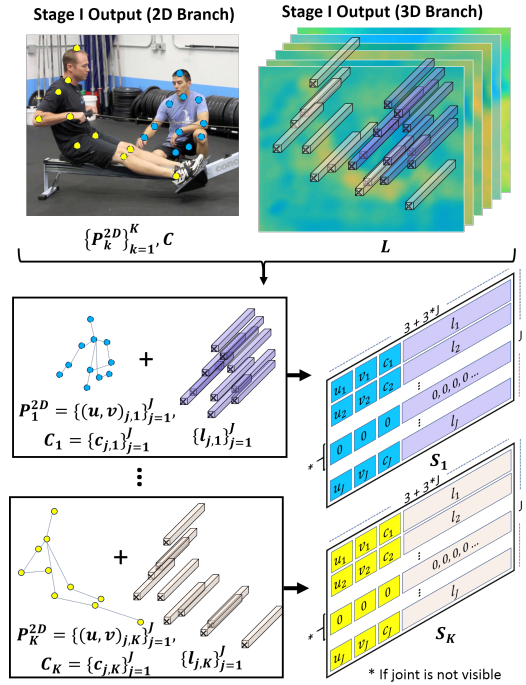 Stage I Output (2D Branch)
Stage I Output (3D Branch)
{P_k^{2D}}_{k=1}^K, C
L
P_1^{2D} = {(u, v)_{j,1}}_{j=1}^J,
C_1 = {c_{j,1}}_{j=1}^J
+
{l_{j,1}}_{j=1}^J
3 + 3*J
J
u_1 v_1 c_1 l_1
u_2 v_2 c_2 l_2
⋮ ⋮
* 0 0 0 0, 0, 0, 0 ...
u_J v_J c_J l_J
S_1
⋮
P_K^{2D} = {(u, v)_{j,K}}_{j=1}^J,
C_K = {c_{j,K}}_{j=1}^J
+
{l_{j,K}}_{j=1}^J
3 + 3*J
J
u_1 v_1 c_1 l_1
u_2 v_2 c_2 l_2
⋮ ⋮
* 0 0 0 0, 0, 0, 0 ...
u_J v_J c_J l_J
S_K
* If joint is not visible